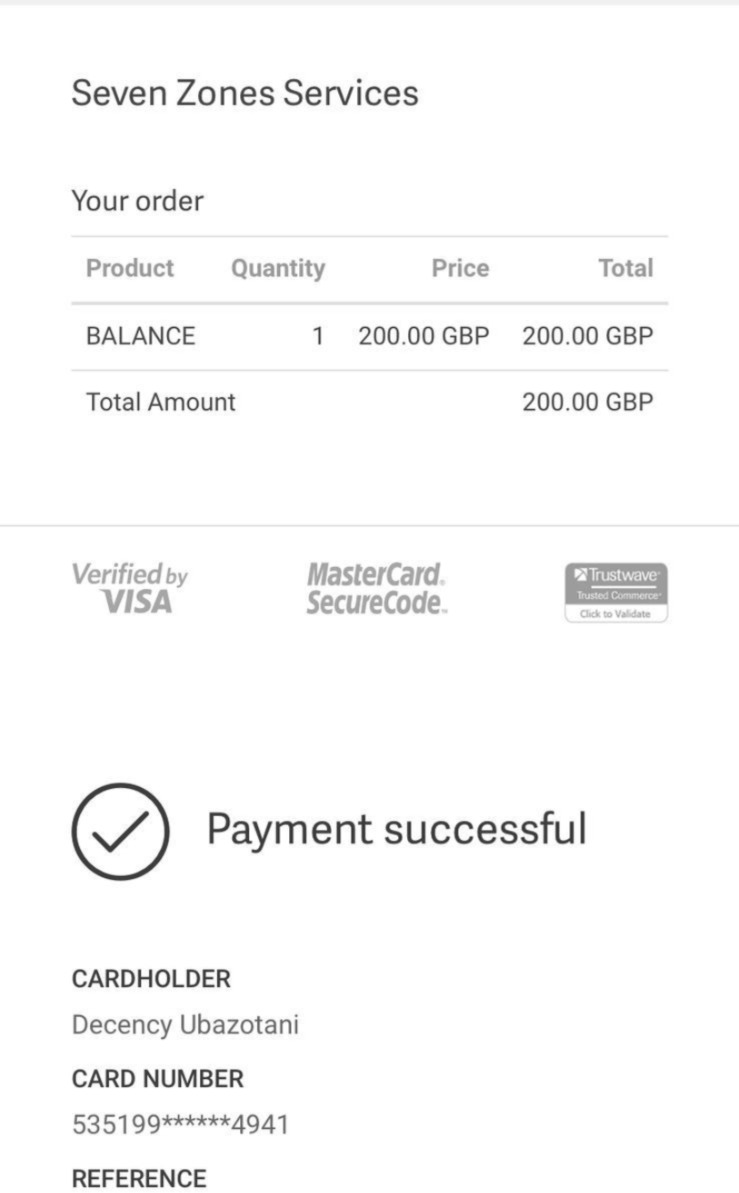 Seven Zones Services
Your order
Product Quantity Price Total
BALANCE 1 200.00 GBP 200.00 GBP
Total Amount 200.00 GBP
Verified by VISA
MasterCard. SecureCode.™
Trustwave®
Trusted Commerce™
Click to Validate
Payment successful
CARDHOLDER
Decency Ubazotani
CARD NUMBER
535199******4941
REFERENCE